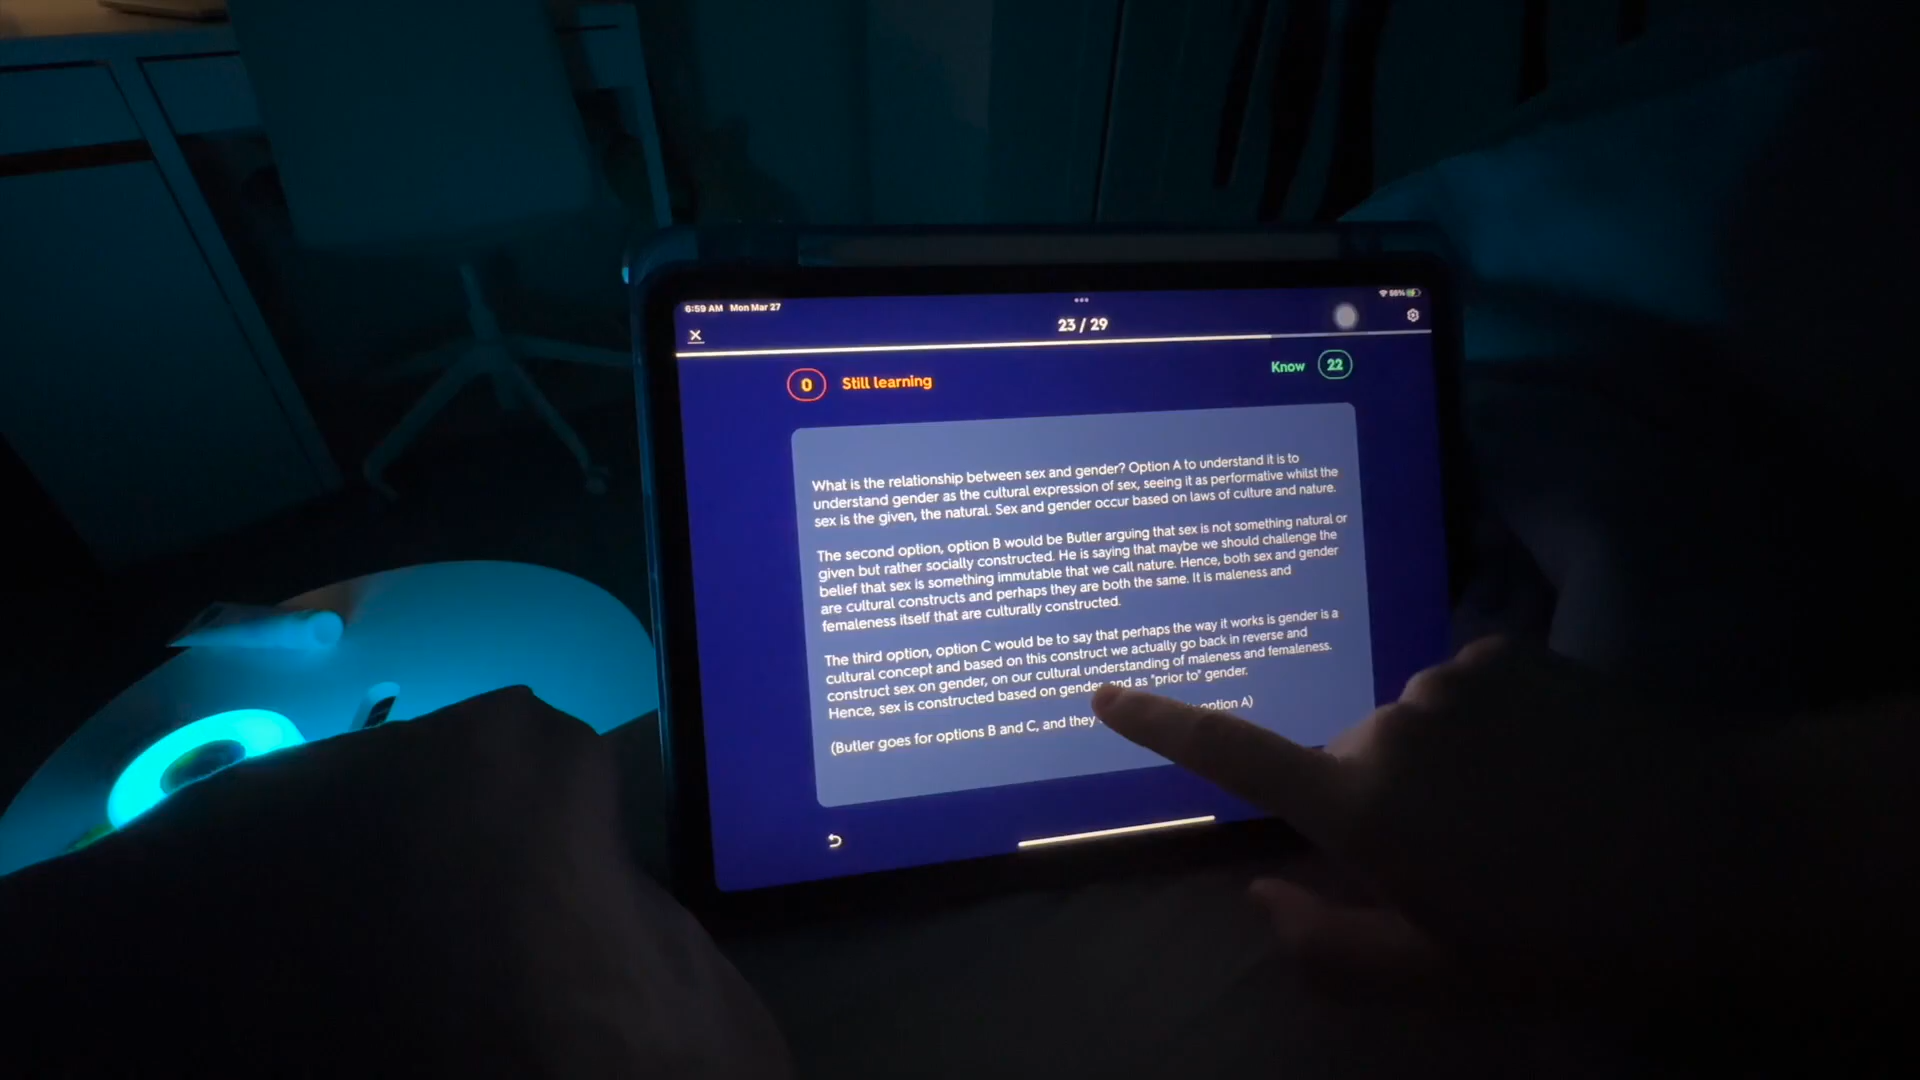 6:59 AM Mon Mar 27
56%
23 / 29
0 Still learning
Know 22
What is the relationship between sex and gender? Option A to understand it is to
understand gender as the cultural expression of sex, seeing it as performative whilst the
sex is the given, the natural. Sex and gender occur based on laws of culture and nature.
The second option, option B would be Butler arguing that sex is not something natural or
given but rather socially constructed. He is saying that maybe we should challenge the
belief that sex is something immutable that we call nature. Hence, both sex and gender
are cultural constructs and perhaps they are both the same. It is maleness and
femaleness itself that are culturally constructed.
The third option, option C would be to say that perhaps the way it works is gender is a
cultural concept and based on this construct we actually go back in reverse and
construct sex on gender, on our cultural understanding of maleness and femaleness.
Hence, sex is constructed based on gender and as "prior to" gender.
(Butler goes for options B and C, and they option A)